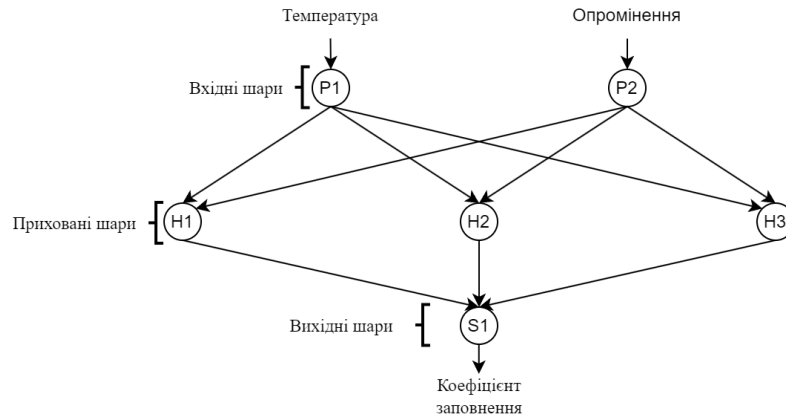 Температура
Опромінення
Вхідні шари
P1
P2
Приховані шари
H1
H2
H3
Вихідні шари
S1
Коефіцієнт
заповнення